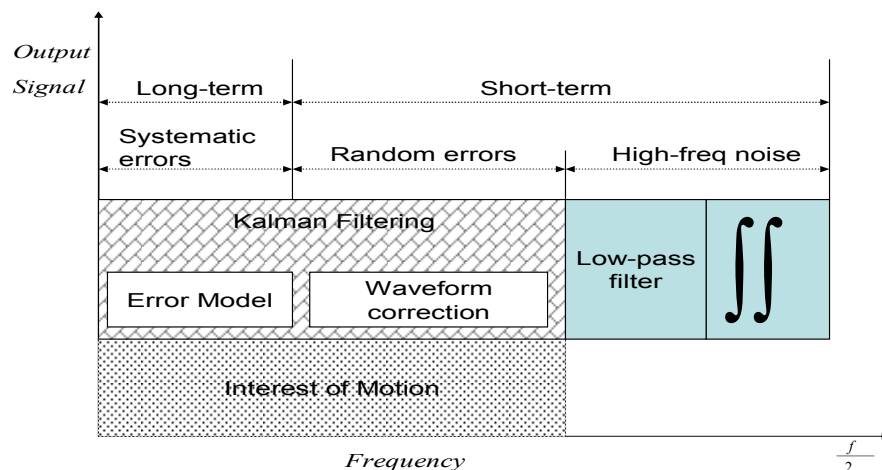 Output
Signal
Long-term
Short-term
Systematic
errors
Random errors
High-freq noise
Kalman Filtering
Error Model
Waveform
correction
Low-pass
filter
∫∫
Interest of Motion
Frequency
f
2